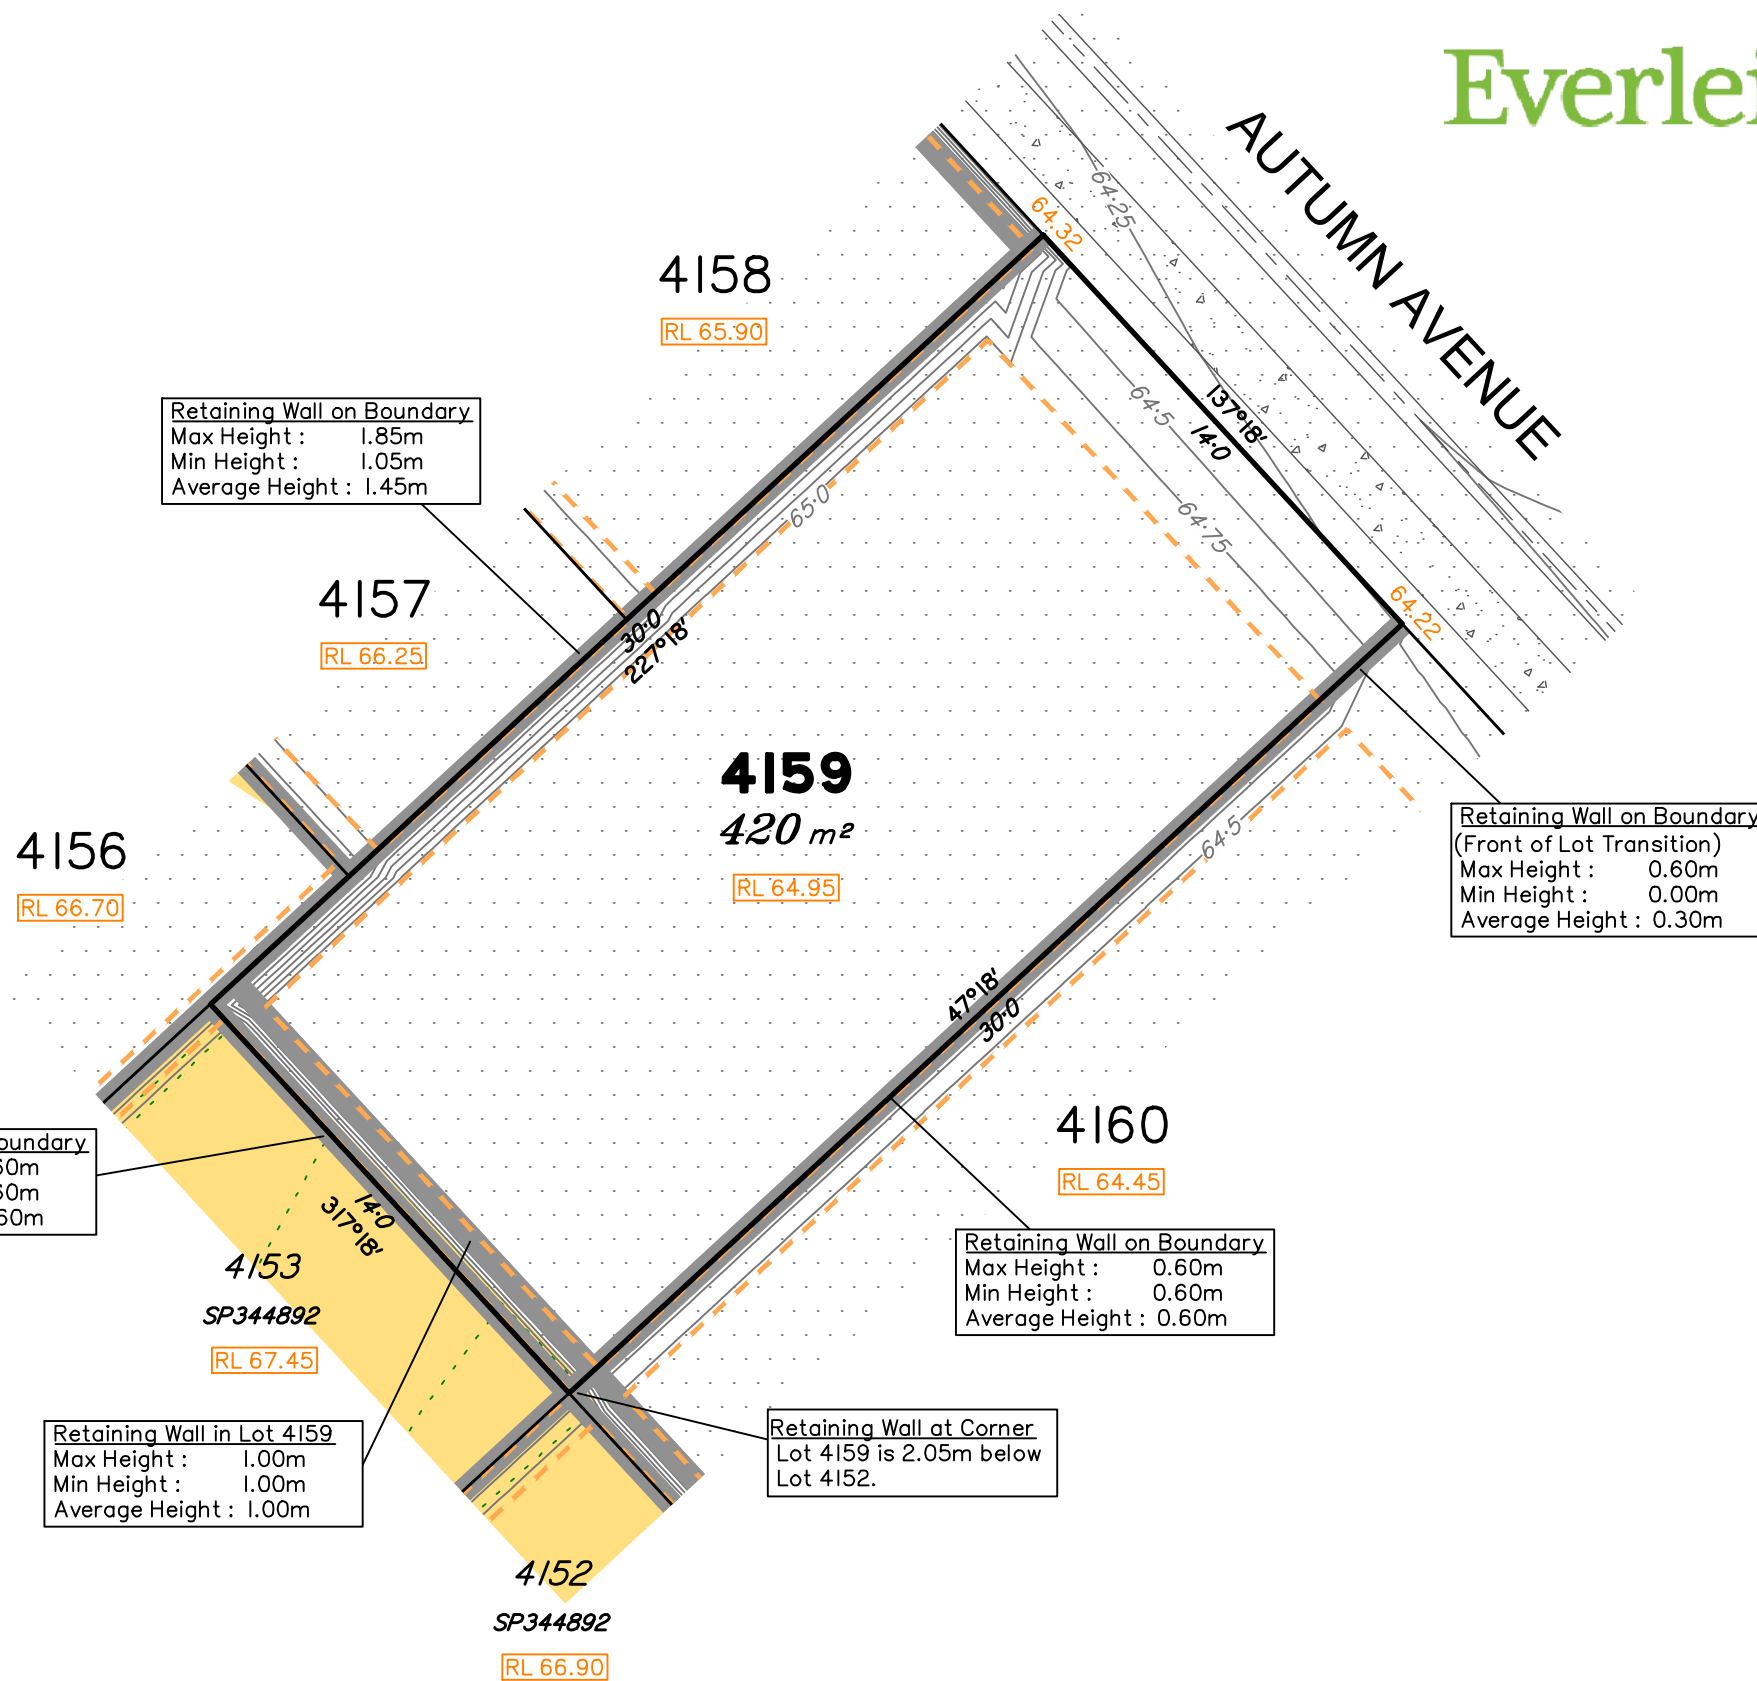 Everlei
AUTUMN AVENUE
64·25
64.32
4158
RL 65.90
137°18'
14·0
64·5
64·75
65·0
Retaining Wall on Boundary
Max Height : 1.85m
Min Height : 1.05m
Average Height : 1.45m
4157
RL 66.25
30·0
227°18'
64.22
4159
420 m²
RL 64.95
4156
RL 66.70
64·5
Retaining Wall on Boundary
(Front of Lot Transition)
Max Height : 0.60m
Min Height : 0.00m
Average Height : 0.30m
47°18'
30·0
4160
RL 64.45
oundary
60m
60m
60m
14·0
317°18'
4153
SP344892
RL 67.45
Retaining Wall on Boundary
Max Height : 0.60m
Min Height : 0.60m
Average Height : 0.60m
Retaining Wall in Lot 4159
Max Height : 1.00m
Min Height : 1.00m
Average Height : 1.00m
Retaining Wall at Corner
Lot 4159 is 2.05m below
Lot 4152.
4152
SP344892
RL 66.90